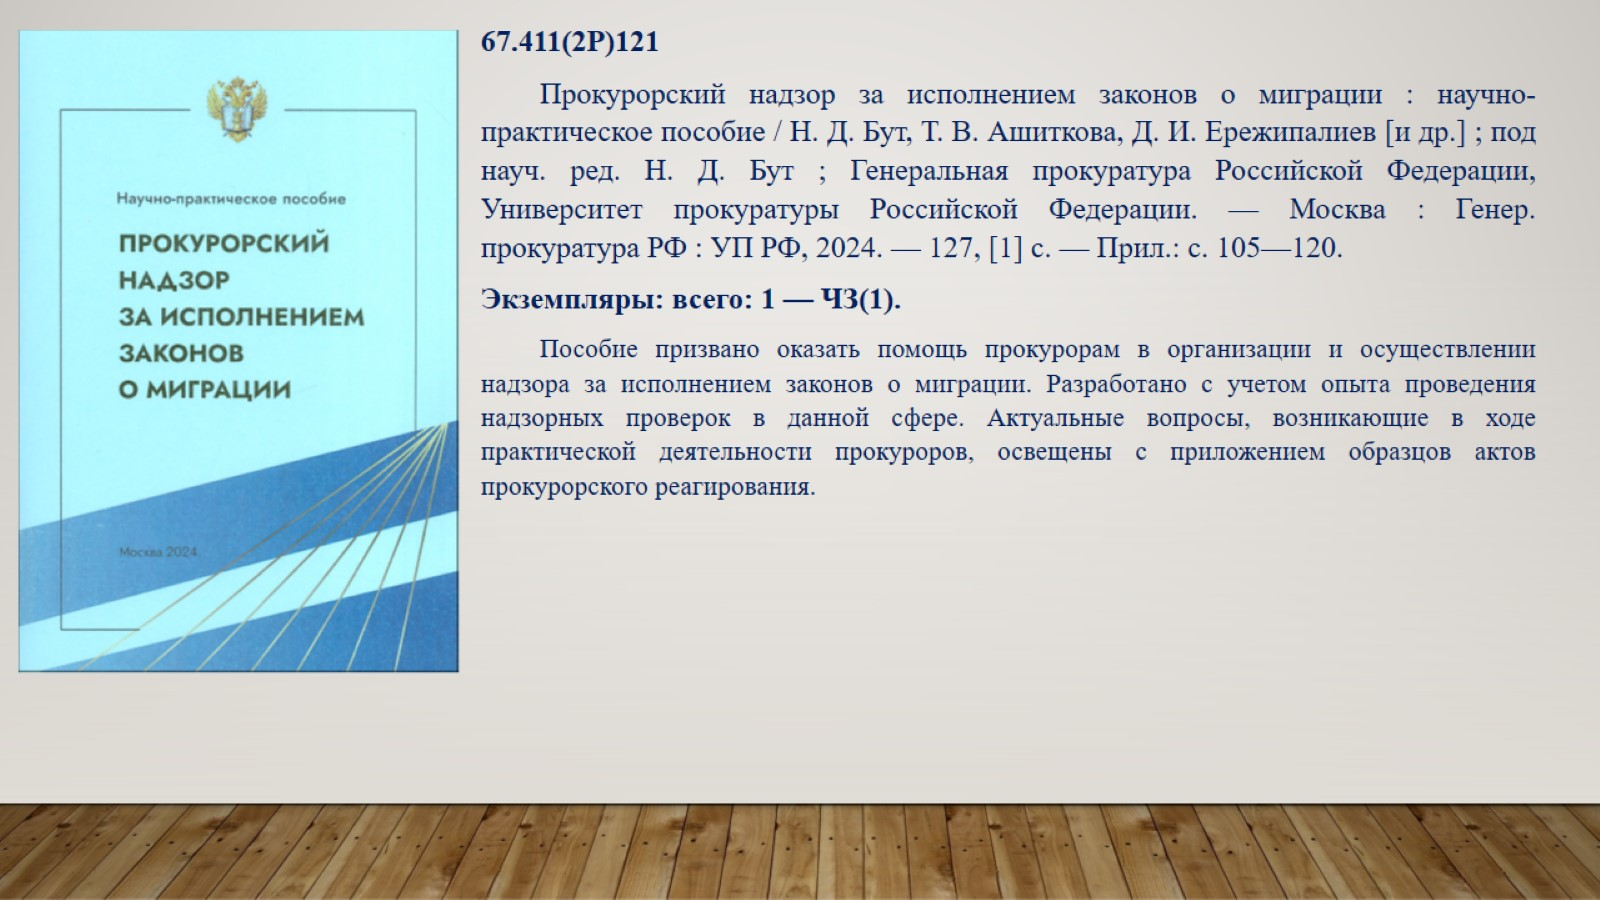 Научно-практическое пособие
ПРОКУРОРСКИЙ
НАДЗОР
ЗА ИСПОЛНЕНИЕМ
ЗАКОНОВ
О МИГРАЦИИ
Москва 2024
67.411(2Р)121
Прокурорский надзор за исполнением законов о миграции : научно-
практическое пособие / Н. Д. Бут, Т. В. Ашиткова, Д. И. Ережипалиев [и др.] ; под
науч. ред. Н. Д. Бут ; Генеральная прокуратура Российской Федерации,
Университет прокуратуры Российской Федерации. — Москва : Генер.
прокуратура РФ : УП РФ, 2024. — 127, [1] с. — Прил.: с. 105—120.
Экземпляры: всего: 1 — ЧЗ(1).
Пособие призвано оказать помощь прокурорам в организации и осуществлении
надзора за исполнением законов о миграции. Разработано с учетом опыта проведения
надзорных проверок в данной сфере. Актуальные вопросы, возникающие в ходе
практической деятельности прокуроров, освещены с приложением образцов актов
прокурорского реагирования.